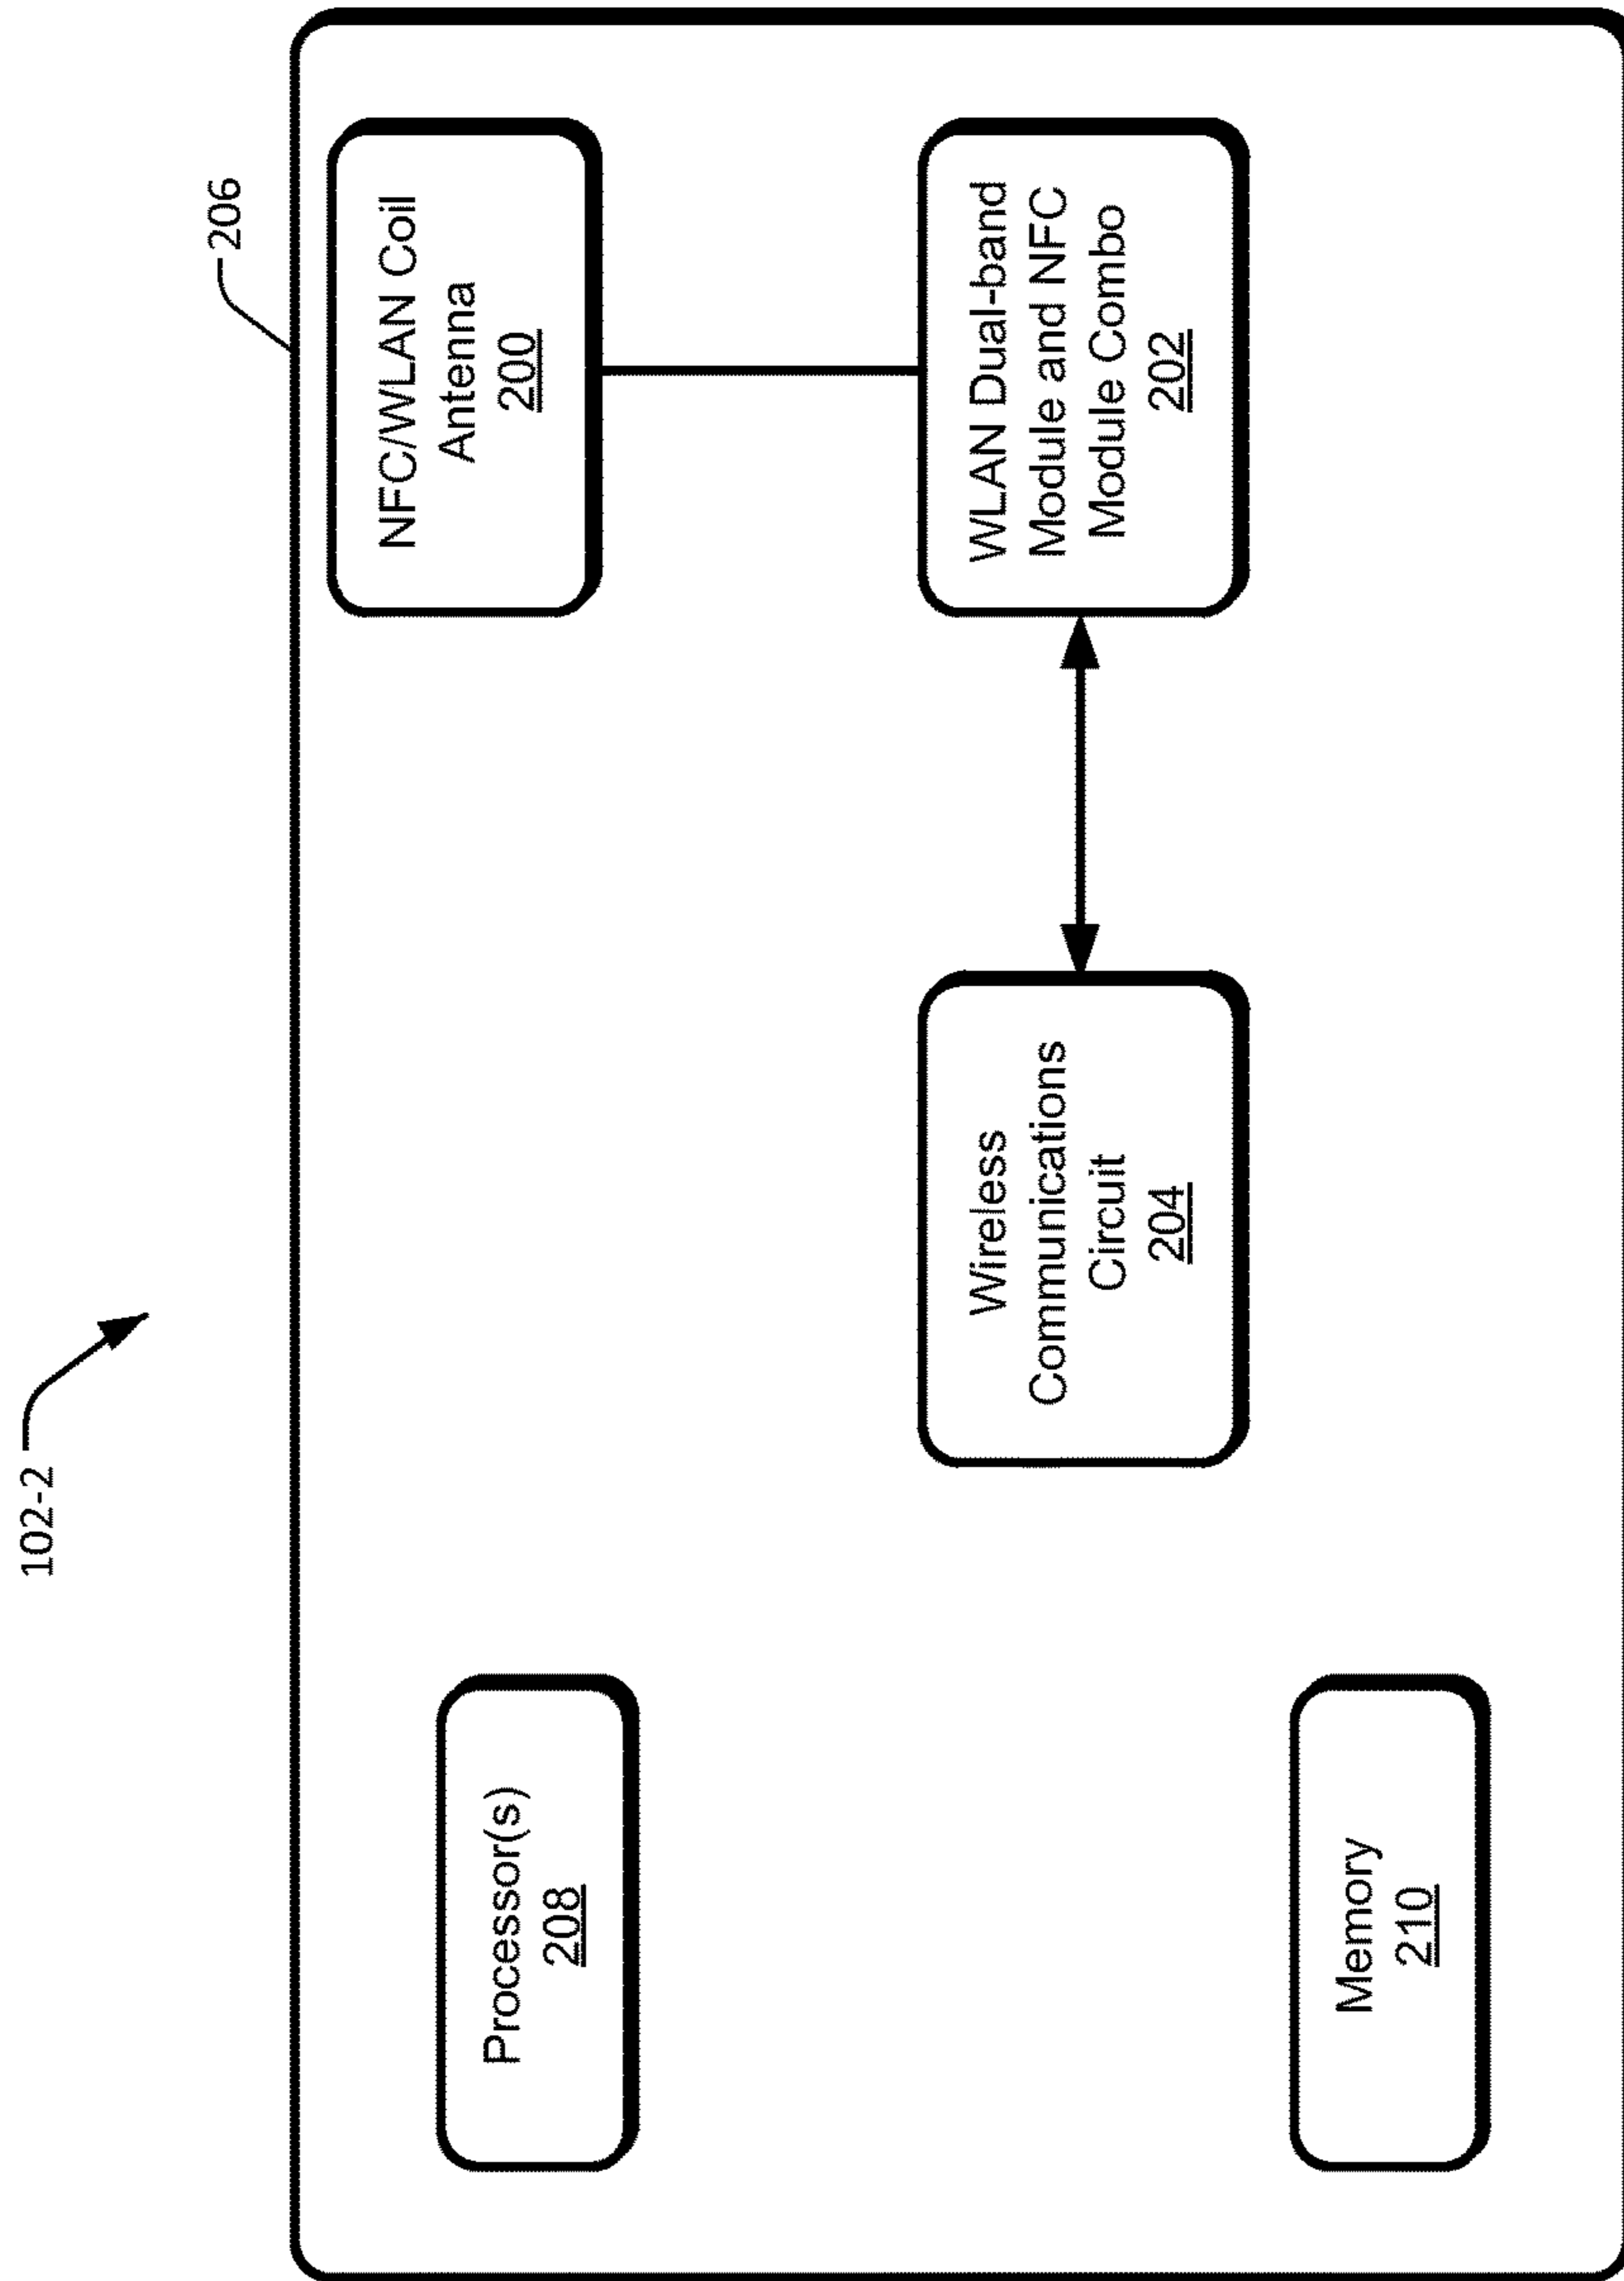 102-2
206
Processor(s)
208
NFC/WLAN Coil
Antenna
200
Wireless
Communications
Circuit
204
WLAN Dual-band
Module and NFC
Module Combo
202
Memory
210